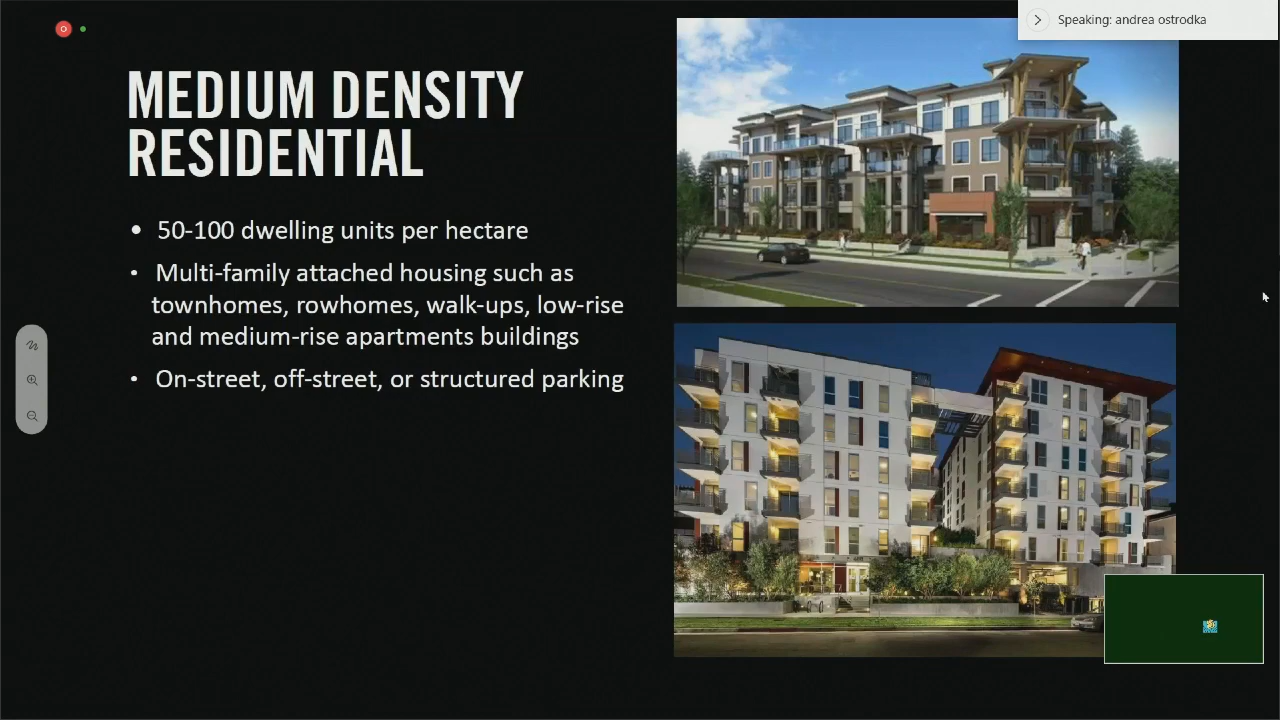 Speaking: andrea ostrodka
MEDIUM DENSITY
RESIDENTIAL
• 50-100 dwelling units per hectare
• Multi-family attached housing such as
townhomes, rowhomes, walk-ups, low-rise
and medium-rise apartments buildings
• On-street, off-street, or structured parking